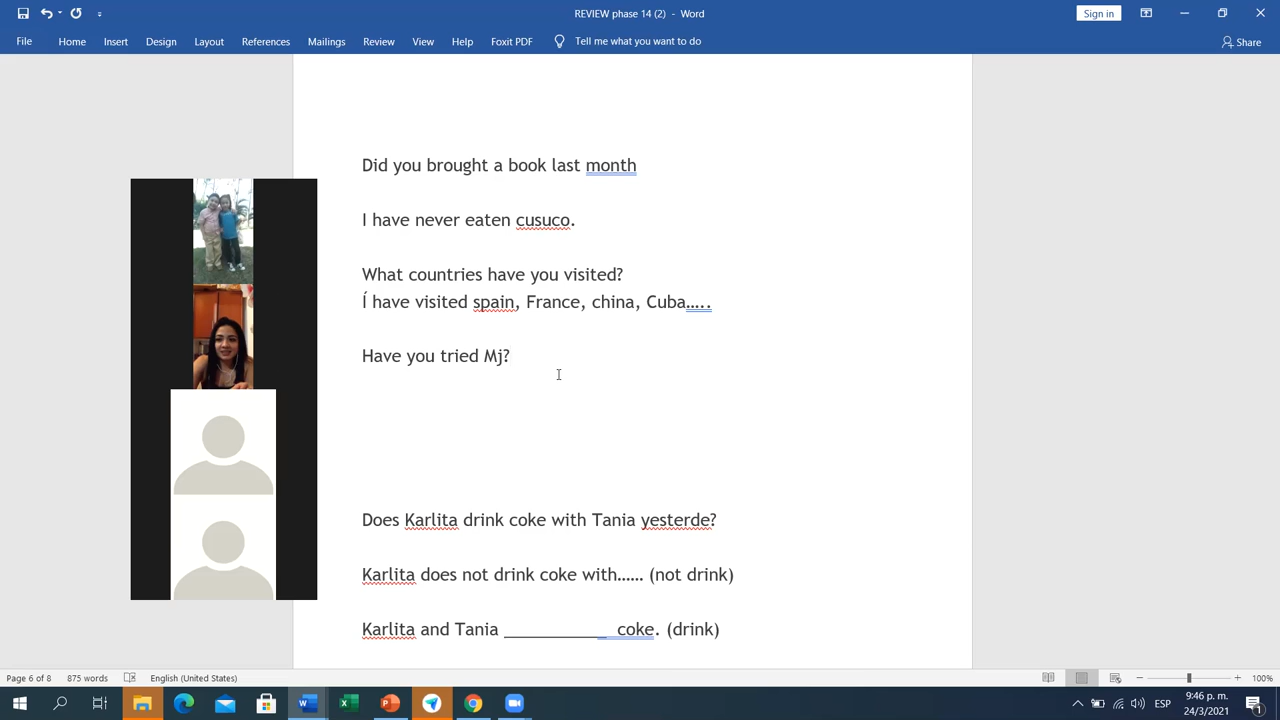 REVIEW phase 14 (2) - Word
Sign in
File Home Insert Design Layout References Mailings Review View Help Foxit PDF Tell me what you want to do Share
Did you brought a book last month
I have never eaten cusuco.
What countries have you visited?
Í have visited spain, France, china, Cuba…..
Have you tried Mj?
Does Karlita drink coke with Tania yesterde?
Karlita does not drink coke with…… (not drink)
Karlita and Tania ___________ coke. (drink)
Page 6 of 8 875 words English (United States) 100%
ESP 9:46 p. m.
24/3/2021